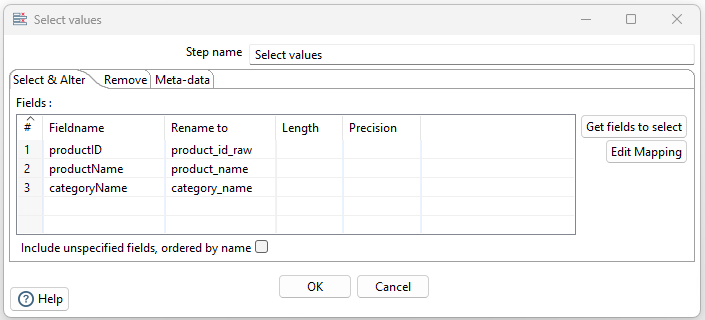 Select values
Step name Select values
Select & Alter Remove Meta-data
Fields :
# Fieldname Rename to Length Precision
1 productID product_id_raw
2 productName product_name
3 categoryName category_name
Get fields to select
Edit Mapping
Include unspecified fields, ordered by name
OK Cancel
Help